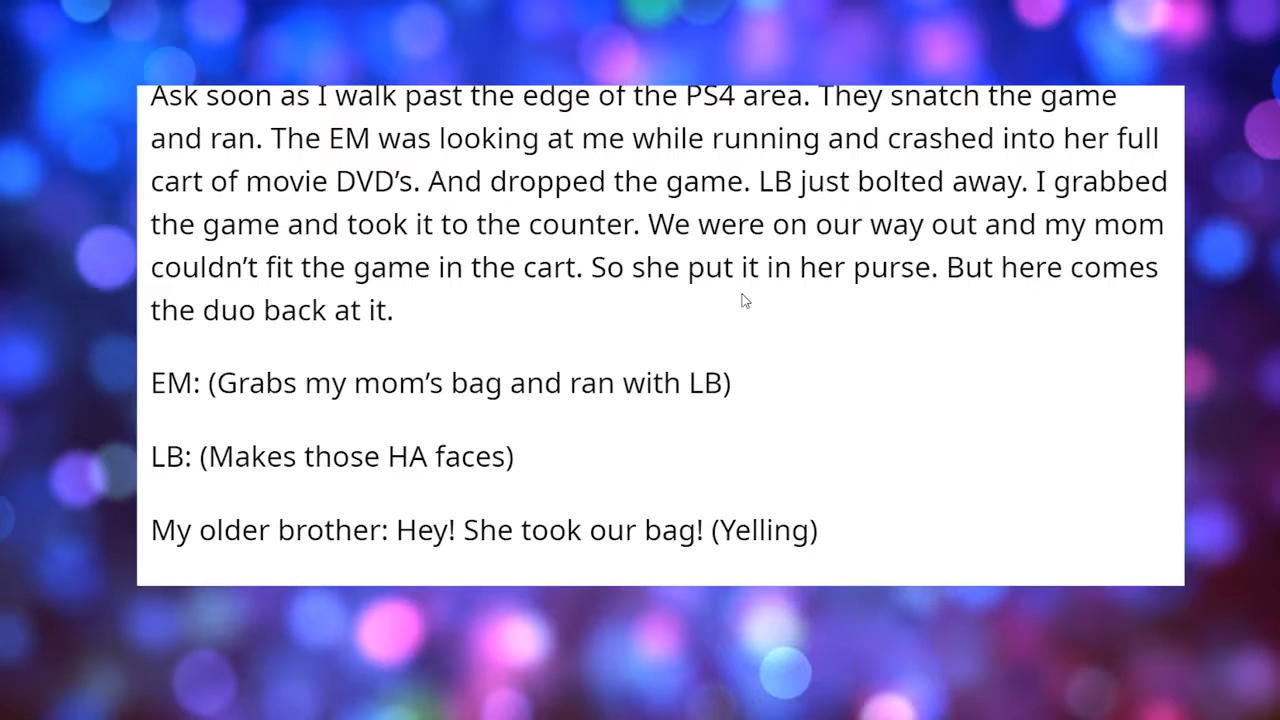 Ask soon as I walk past the edge of the PS4 area. They snatch the game
and ran. The EM was looking at me while running and crashed into her full
cart of movie DVD’s. And dropped the game. LB just bolted away. I grabbed
the game and took it to the counter. We were on our way out and my mom
couldn’t fit the game in the cart. So she put it in her purse. But here comes
the duo back at it.
EM: (Grabs my mom’s bag and ran with LB)
LB: (Makes those HA faces)
My older brother: Hey! She took our bag! (Yelling)